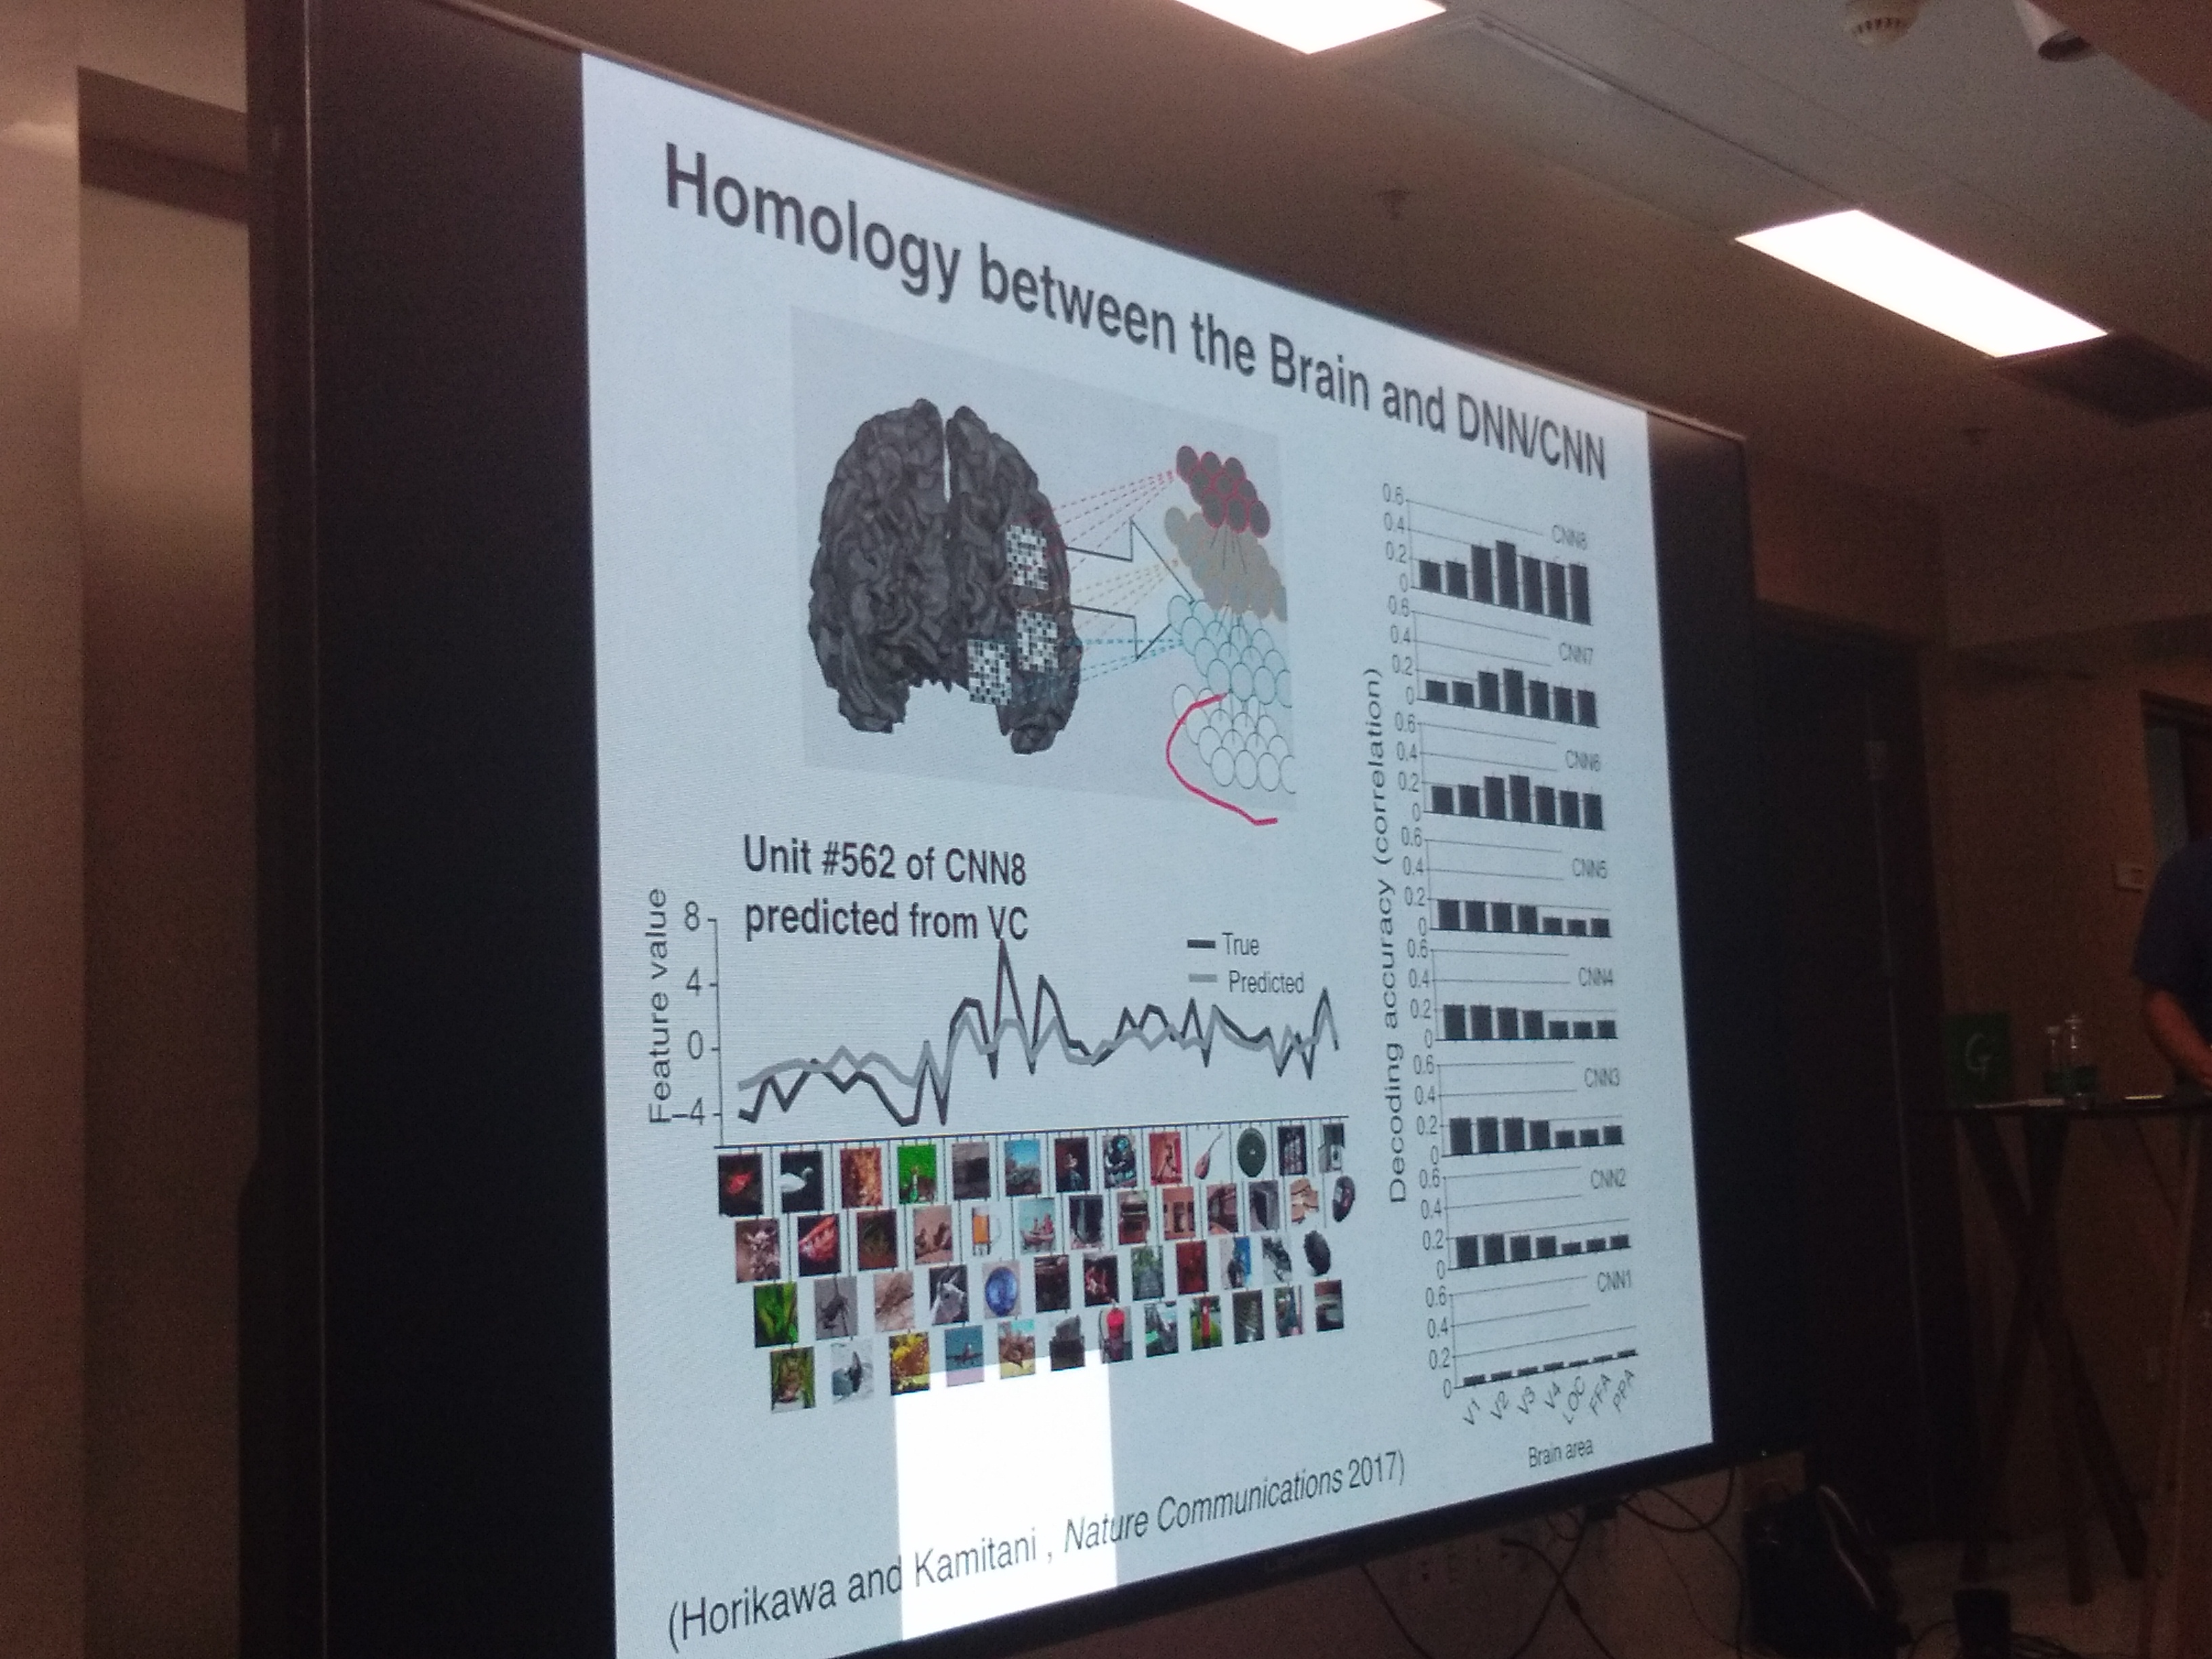 Homology between the Brain and DNN/CNN
Unit #562 of CNN8
predicted from VC
Feature value
8
4
0
−4
True
Predicted
Decoding accuracy (correlation)
0.6
0.4
0.2
0
CNN8
0.6
0.4
0.2
0
CNN7
0.6
0.4
0.2
0
CNN6
0.6
0.4
0.2
0
CNN5
0.6
0.4
0.2
0
CNN4
0.6
0.4
0.2
0
CNN3
0.6
0.4
0.2
0
CNN2
0.6
0.4
0.2
0
CNN1
V1 V2 V3 V4 LOC FFA PPA
Brain area
(Horikawa and Kamitani , Nature Communications 2017)